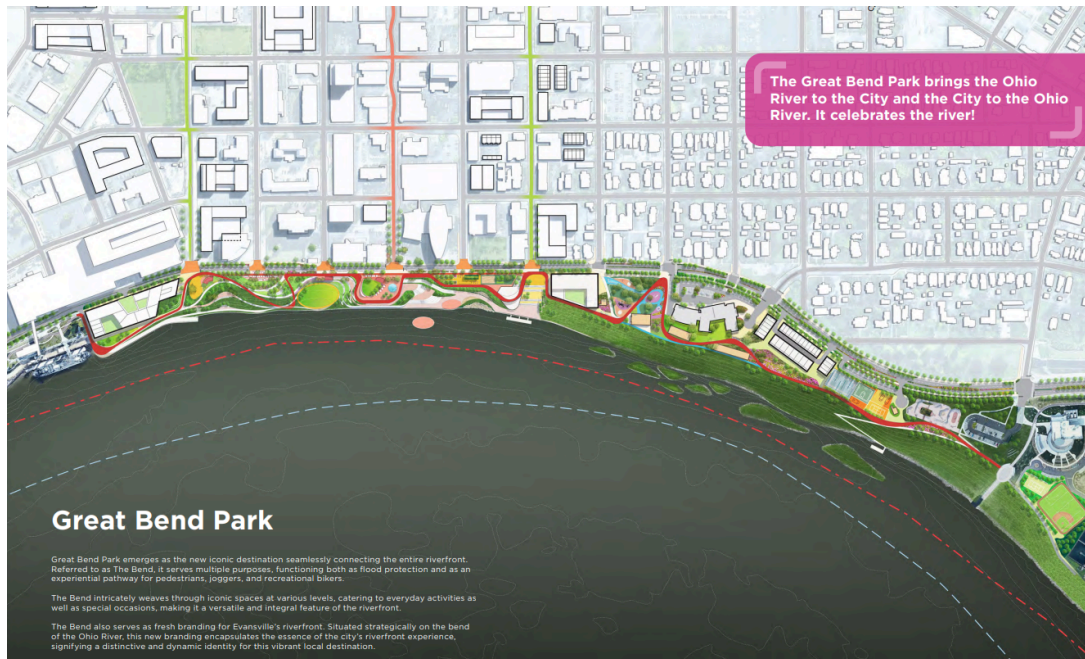 The Great Bend Park brings the Ohio
River to the City and the City to the Ohio
River. It celebrates the river!
Great Bend Park
Great Bend Park emerges as the new iconic destination seamlessly connecting the entire riverfront.
Referred to as The Bend, it serves multiple purposes, functioning both as flood protection and as an
experiential pathway for pedestrians, joggers, and recreational bikers.
The Bend intricately weaves through iconic spaces at various levels, catering to everyday activities as
well as special occasions, making it a versatile and integral feature of the riverfront.
The Bend also serves as fresh branding for Evansville's riverfront. Situated strategically on the bend
of the Ohio River, this new branding encapsulates the essence of the city's riverfront experience,
signifying a distinctive and dynamic identity for this vibrant local destination.